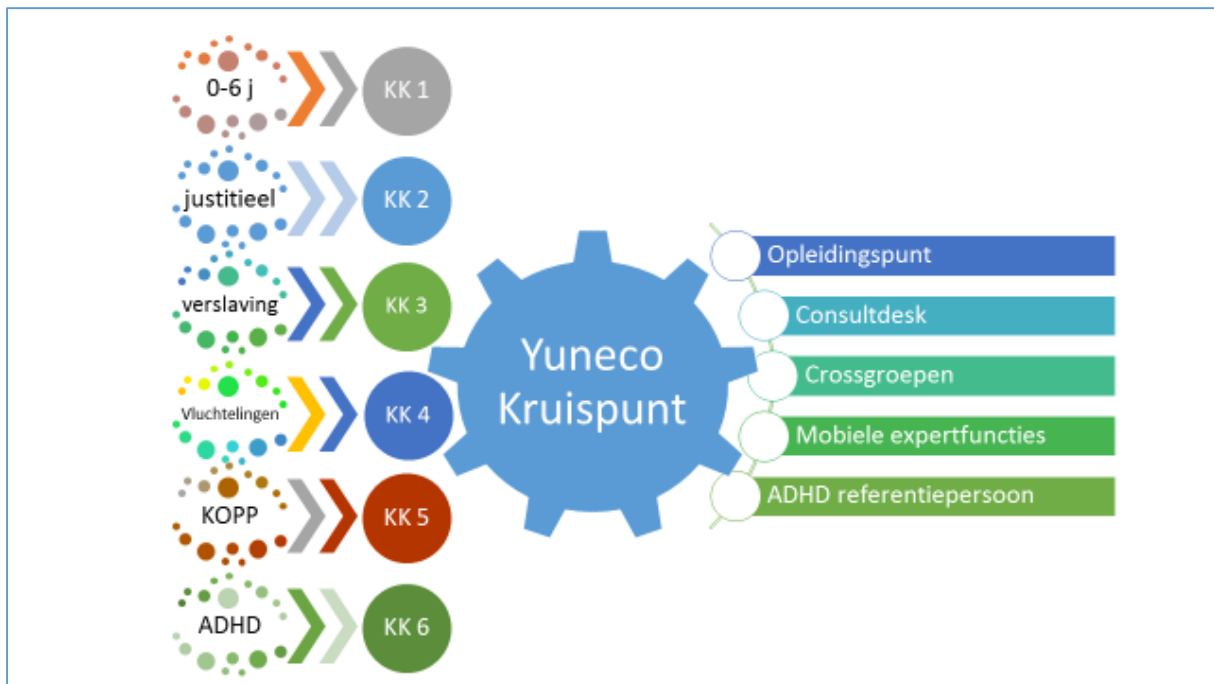 0-6 j
KK 1
justitieel
KK 2
verslaving
KK 3
Vluchtelingen
KK 4
KOPP
KK 5
ADHD
KK 6
Yuneco
Kruispunt
Opleidingspunt
Consultdesk
Crossgroepen
Mobiele expertfuncties
ADHD referentiepersoon